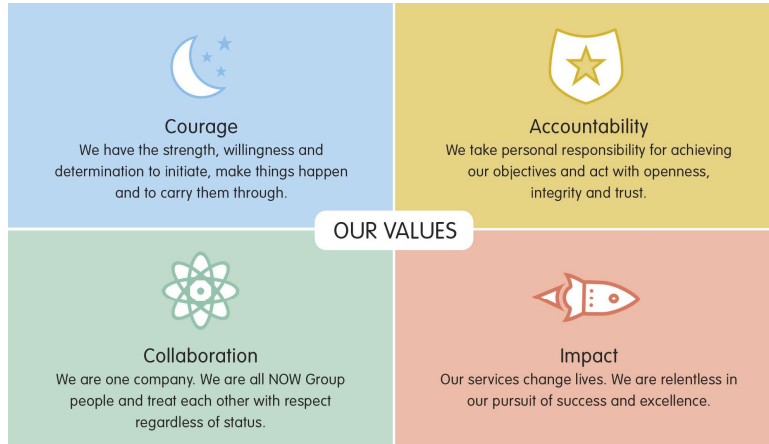 Courage
We have the strength, willingness and
determination to initiate, make things happen
and to carry them through.
Accountability
We take personal responsibility for achieving
our objectives and act with openness,
integrity and trust.
OUR VALUES
Collaboration
We are one company. We are all NOW Group
people and treat each other with respect
regardless of status.
Impact
Our services change lives. We are relentless in
our pursuit of success and excellence.